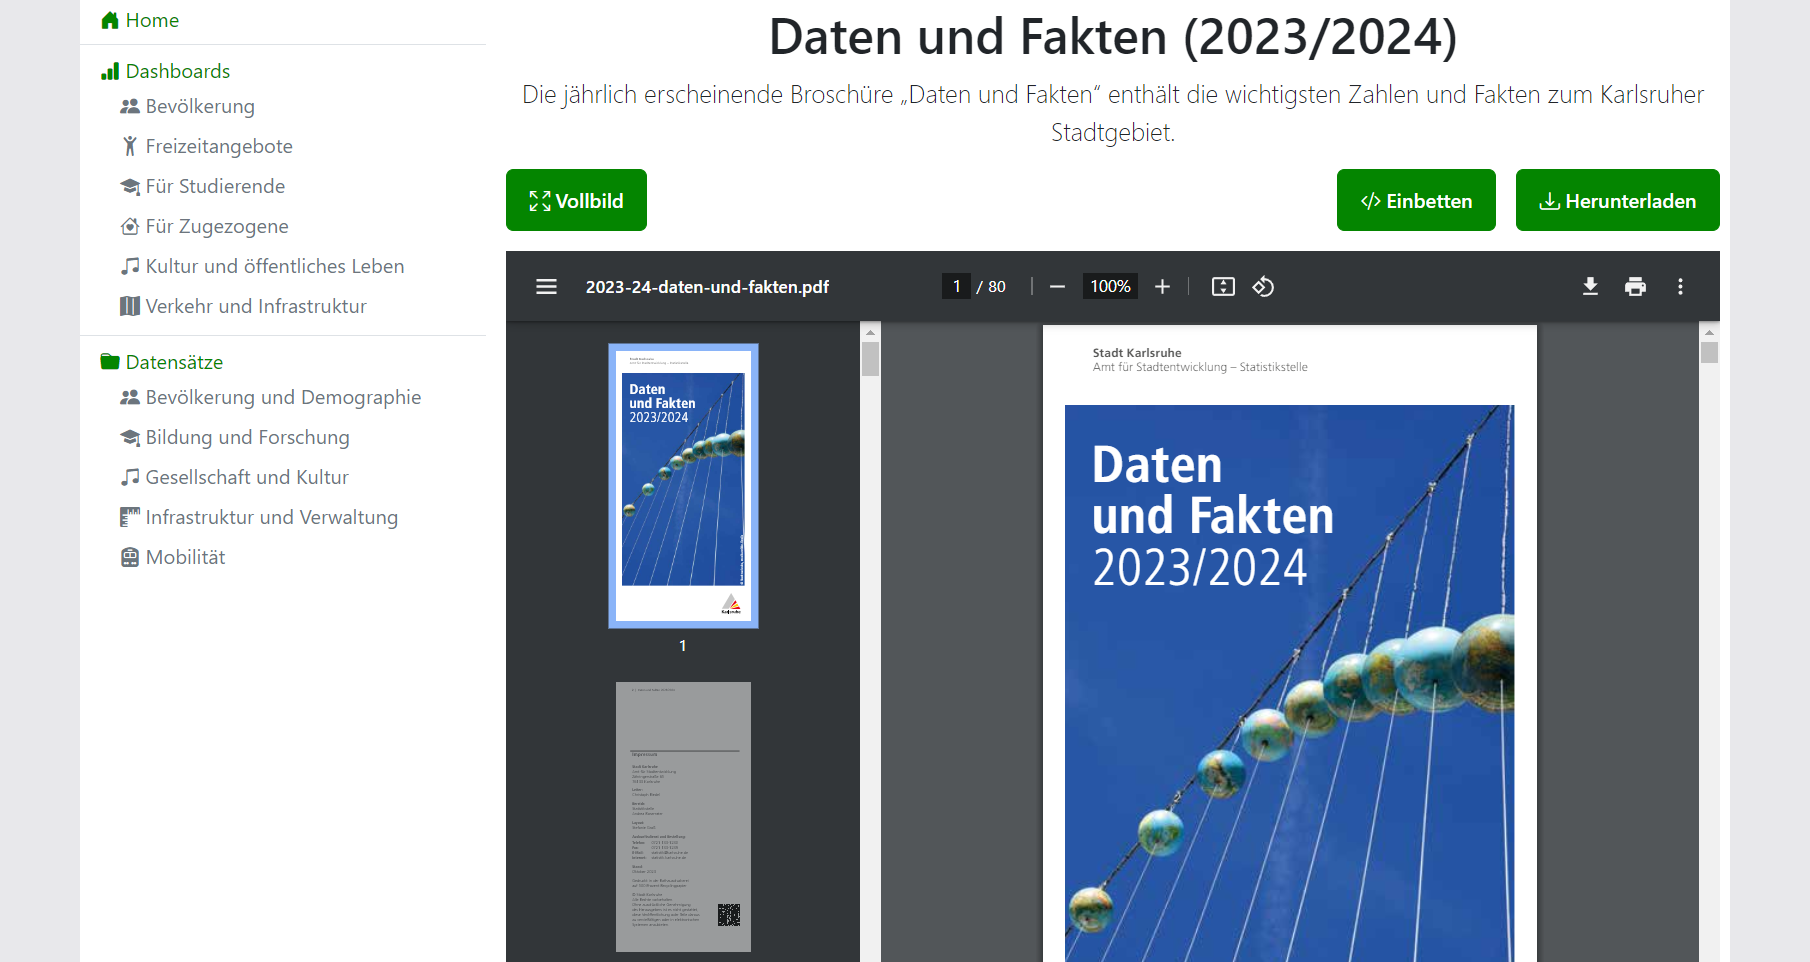 Home
Dashboards
Bevölkerung
Freizeitangebote
Für Studierende
Für Zugezogene
Kultur und öffentliches Leben
Verkehr und Infrastruktur
Datensätze
Bevölkerung und Demographie
Bildung und Forschung
Gesellschaft und Kultur
Infrastruktur und Verwaltung
Mobilität
Daten und Fakten (2023/2024)
Die jährlich erscheinende Broschüre „Daten und Fakten“ enthält die wichtigsten Zahlen und Fakten zum Karlsruher
Stadtgebiet.
Vollbild
Einbetten
Herunterladen
2023-24-daten-und-fakten.pdf
1 / 80
100%
Daten
und Fakten
2023/2024
Karlsruhe
1
Stadt Karlsruhe
Amt für Stadtentwicklung – Statistikstelle
Daten
und Fakten
2023/2024